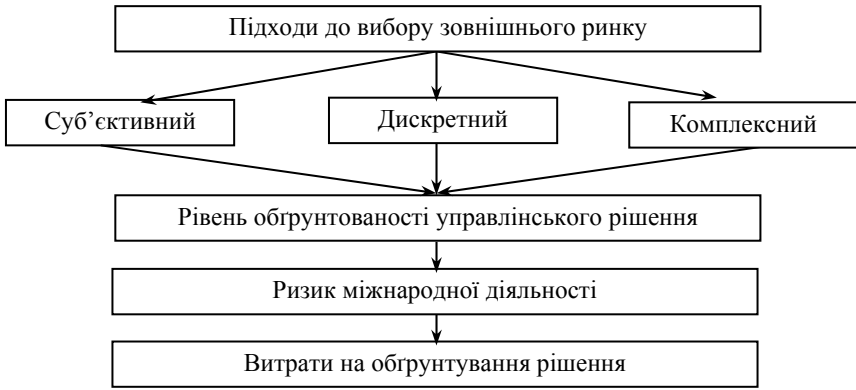 Підходи до вибору зовнішнього ринку
Суб’єктивний
Дискретний
Комплексний
Рівень обґрунтованості управлінського рішення
Ризик міжнародної діяльності
Витрати на обґрунтування рішення